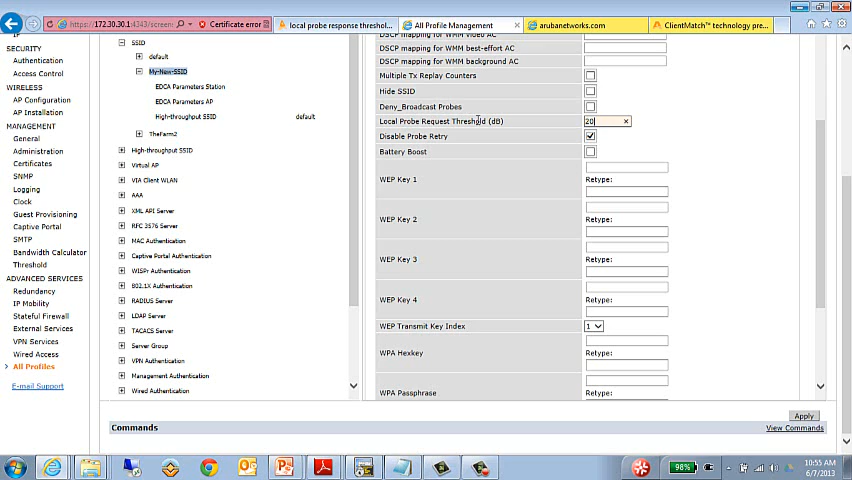 https://172.30.30.1:4343/screen
Certificate error
local probe response threshol...
All Profile Management
arubanetworks.com
ClientMatch™ technology pre...
SECURITY
Authentication
Access Control
WIRELESS
AP Configuration
AP Installation
MANAGEMENT
General
Administration
Certificates
SNMP
Logging
Clock
Guest Provisioning
Captive Portal
SMTP
Bandwidth Calculator
Threshold
ADVANCED SERVICES
Redundancy
IP Mobility
Stateful Firewall
External Services
VPN Services
Wired Access
All Profiles
E-mail Support
SSID
default
My-New-SSID
EDCA Parameters Station
EDCA Parameters AP
High-throughput SSID default
TheFarm2
High-throughput SSID
Virtual AP
VIA Client WLAN
AAA
XML API Server
RFC 3576 Server
MAC Authentication
Captive Portal Authentication
WISPr Authentication
802.1X Authentication
RADIUS Server
LDAP Server
TACACS Server
Server Group
VPN Authentication
Management Authentication
Wired Authentication
DSCP mapping for WMM video AC
DSCP mapping for WMM best-effort AC
DSCP mapping for WMM background AC
Multiple Tx Replay Counters
Hide SSID
Deny_Broadcast Probes
Local Probe Request Threshold (dB) 20
Disable Probe Retry
Battery Boost
WEP Key 1 Retype:
WEP Key 2 Retype:
WEP Key 3 Retype:
WEP Key 4 Retype:
WEP Transmit Key Index 1
WPA Hexkey Retype:
WPA Passphrase Retype:
Apply
Commands View Commands
98%
10:55 AM
6/7/2013